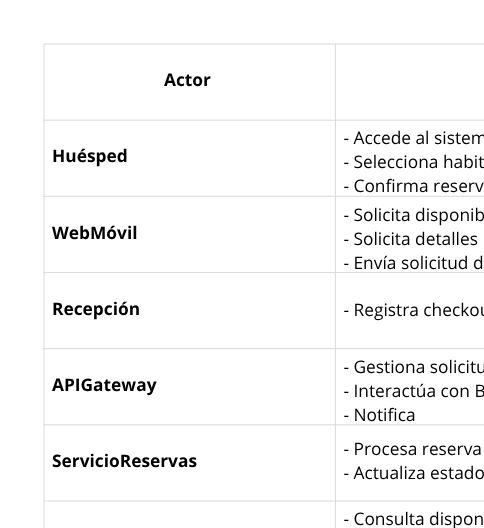 Actor
Huésped
- Accede al sistem
- Selecciona habit
- Confirma reserv
WebMóvil
- Solicita disponib
- Solicita detalles
- Envía solicitud d
Recepción
- Registra checkou
APIGateway
- Gestiona solicitu
- Interactúa con B
- Notifica
ServicioReservas
- Procesa reserva
- Actualiza estado
- Consulta dispon